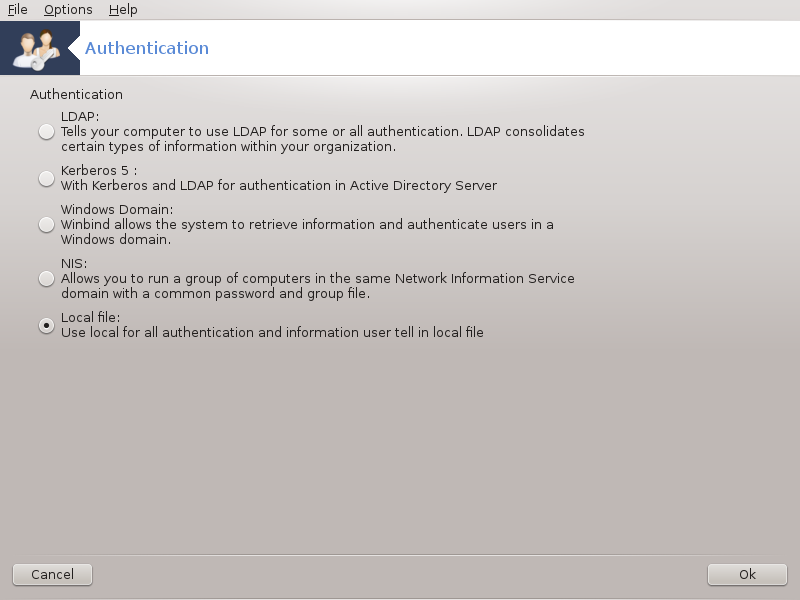 File Options Help
Authentication
Authentication
LDAP:
Tells your computer to use LDAP for some or all authentication. LDAP consolidates
certain types of information within your organization.
Kerberos 5 :
With Kerberos and LDAP for authentication in Active Directory Server
Windows Domain:
Winbind allows the system to retrieve information and authenticate users in a
Windows domain.
NIS:
Allows you to run a group of computers in the same Network Information Service
domain with a common password and group file.
Local file:
Use local for all authentication and information user tell in local file
Cancel Ok